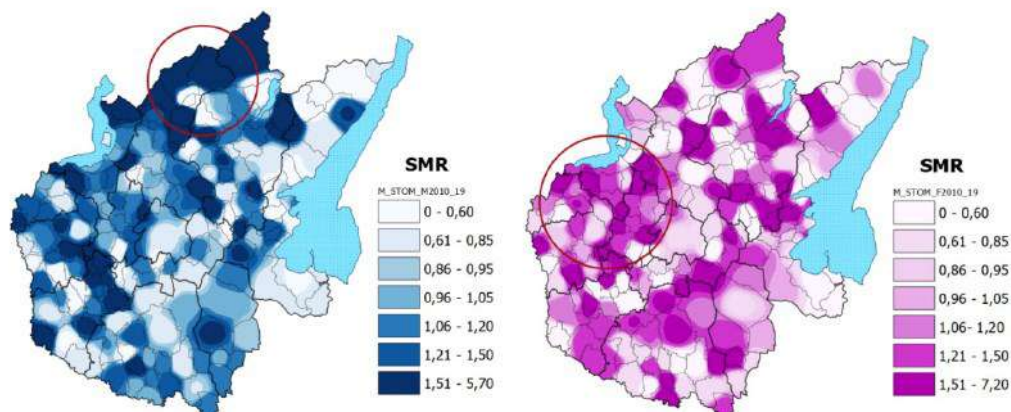 SMR
M_STOM_M2010_19
0 - 0,60
0,61 - 0,85
0,86 - 0,95
0,96 - 1,05
1,06 - 1,20
1,21 - 1,50
1,51 - 5,70
SMR
M_STOM_F2010_19
0 - 0,60
0,61 - 0,85
0,86 - 0,95
0,96 - 1,05
1,06- 1,20
1,21 - 1,50
1,51 - 7,20